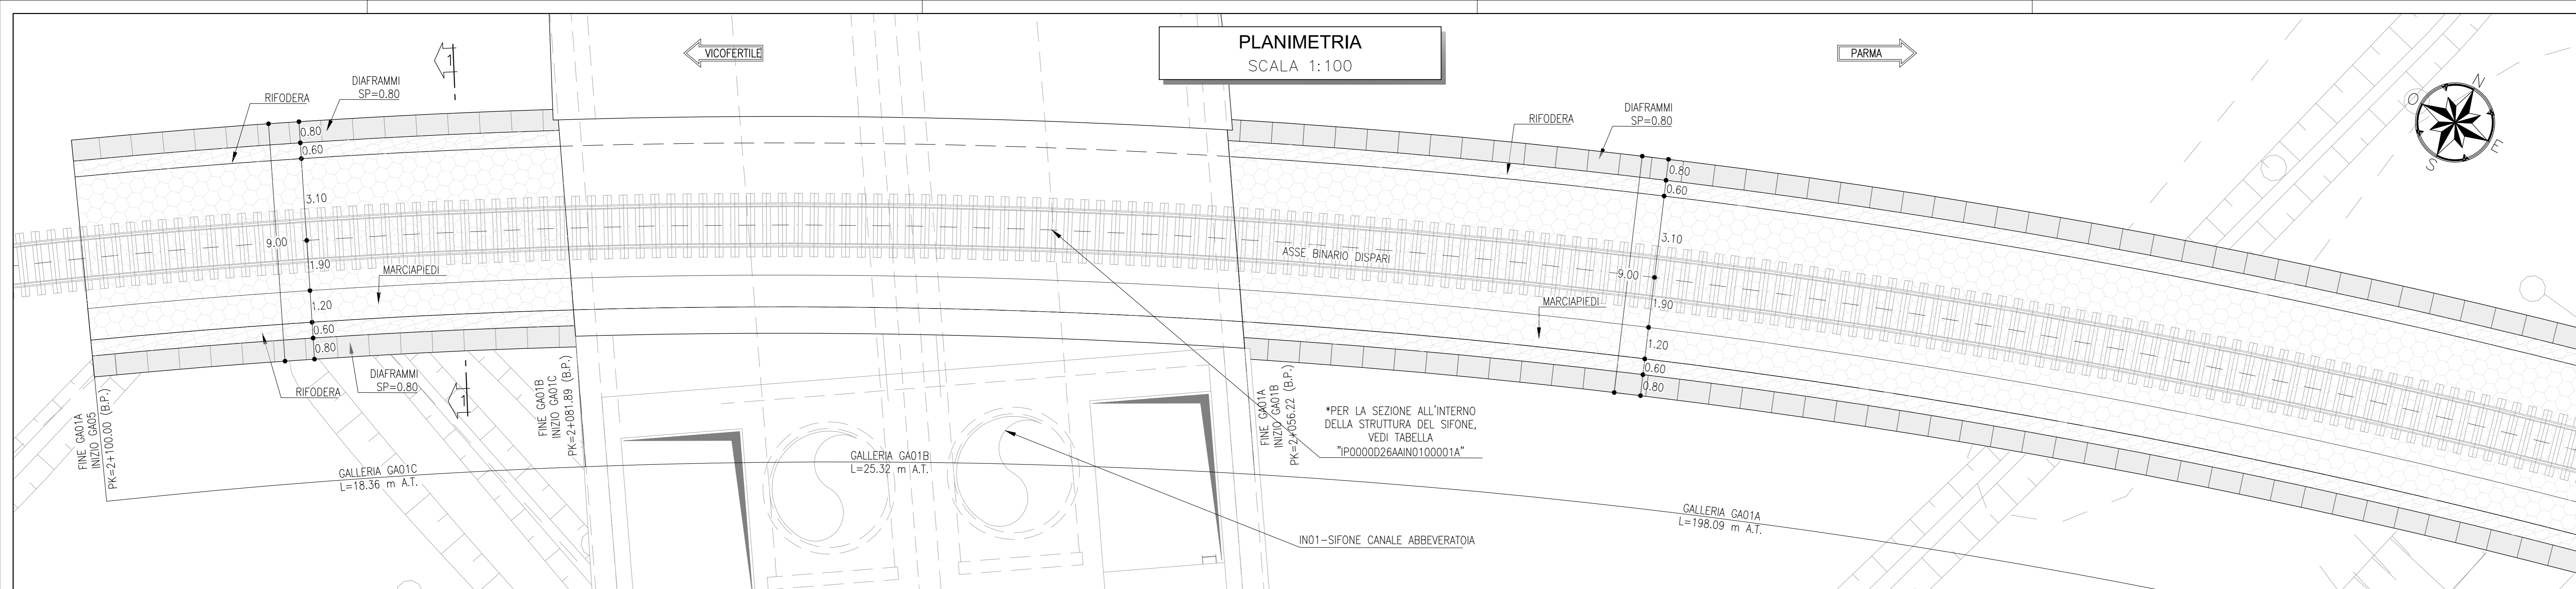 PLANIMETRIA
SCALA 1:100
VICOFERTILE
PARMA
1
DIAFRAMMI
SP=0.80
RIFODERA
0.80
0.60
3.10
9.00
1.90
1.20
0.60
0.80
MARCIAPIEDI
DIAFRAMMI
SP=0.80
RIFODERA
1
FINE GA01A
INIZIO GA05
PK=2+100.00 (B.P.)
GALLERIA GA01C
L=18.36 m A.T.
FINE GA01B
INIZIO GA01C
PK=2+081.89 (B.P.)
GALLERIA GA01B
L=25.32 m A.T.
ASSE BINARIO DISPARI
FINE GA01A
INIZIO GA01B
PK=2+056.22 (B.P.)
*PER LA SEZIONE ALL'INTERNO
DELLA STRUTTURA DEL SIFONE,
VEDI TABELLA
"IP0000D26AAIN0100001A"
IN01-SIFONE CANALE ABBEVERATOIA
RIFODERA
DIAFRAMMI
SP=0.80
0.80
0.60
3.10
9.00
1.90
1.20
0.60
0.80
MARCIAPIEDI
GALLERIA GA01A
L=198.09 m A.T.
N
O
E
S